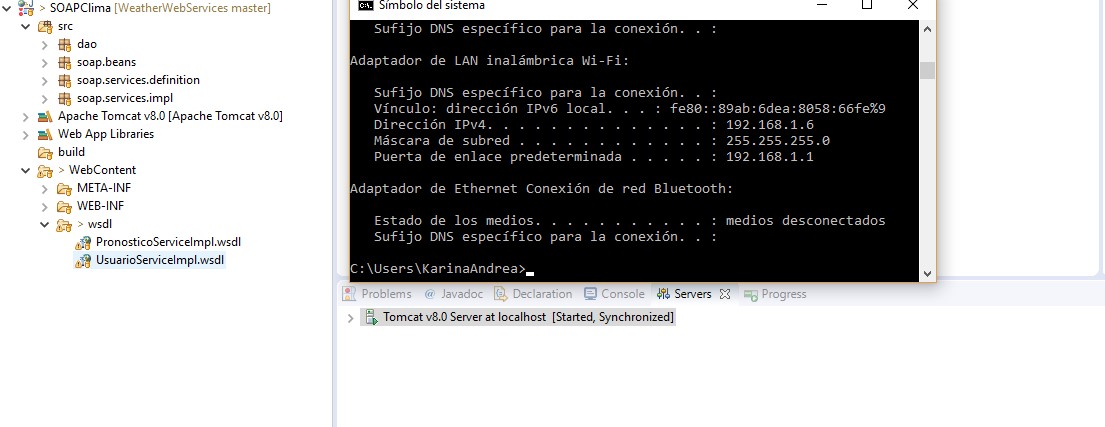 SOAPClima [WeatherWebServices master]
src
dao
soap.beans
soap.services.definition
soap.services.impl
Apache Tomcat v8.0 [Apache Tomcat v8.0]
Web App Libraries
build
> WebContent
META-INF
WEB-INF
> wsdl
PronosticoServiceImpl.wsdl
UsuarioServiceImpl.wsdl
Símbolo del sistema
Sufijo DNS específico para la conexión. . :
Adaptador de LAN inalámbrica Wi-Fi:
Sufijo DNS específico para la conexión. . :
Vínculo: dirección IPv6 local. . . : fe80::89ab:6dea:8058:66fe%9
Dirección IPv4. . . . . . . . . . . . . . : 192.168.1.6
Máscara de subred . . . . . . . . . . . . : 255.255.255.0
Puerta de enlace predeterminada . . . . . : 192.168.1.1
Adaptador de Ethernet Conexión de red Bluetooth:
Estado de los medios. . . . . . . . . . . : medios desconectados
Sufijo DNS específico para la conexión. . :
C:\Users\KarinaAndrea>
Problems @ Javadoc Declaration Console Servers Progress
Tomcat v8.0 Server at localhost [Started, Synchronized]